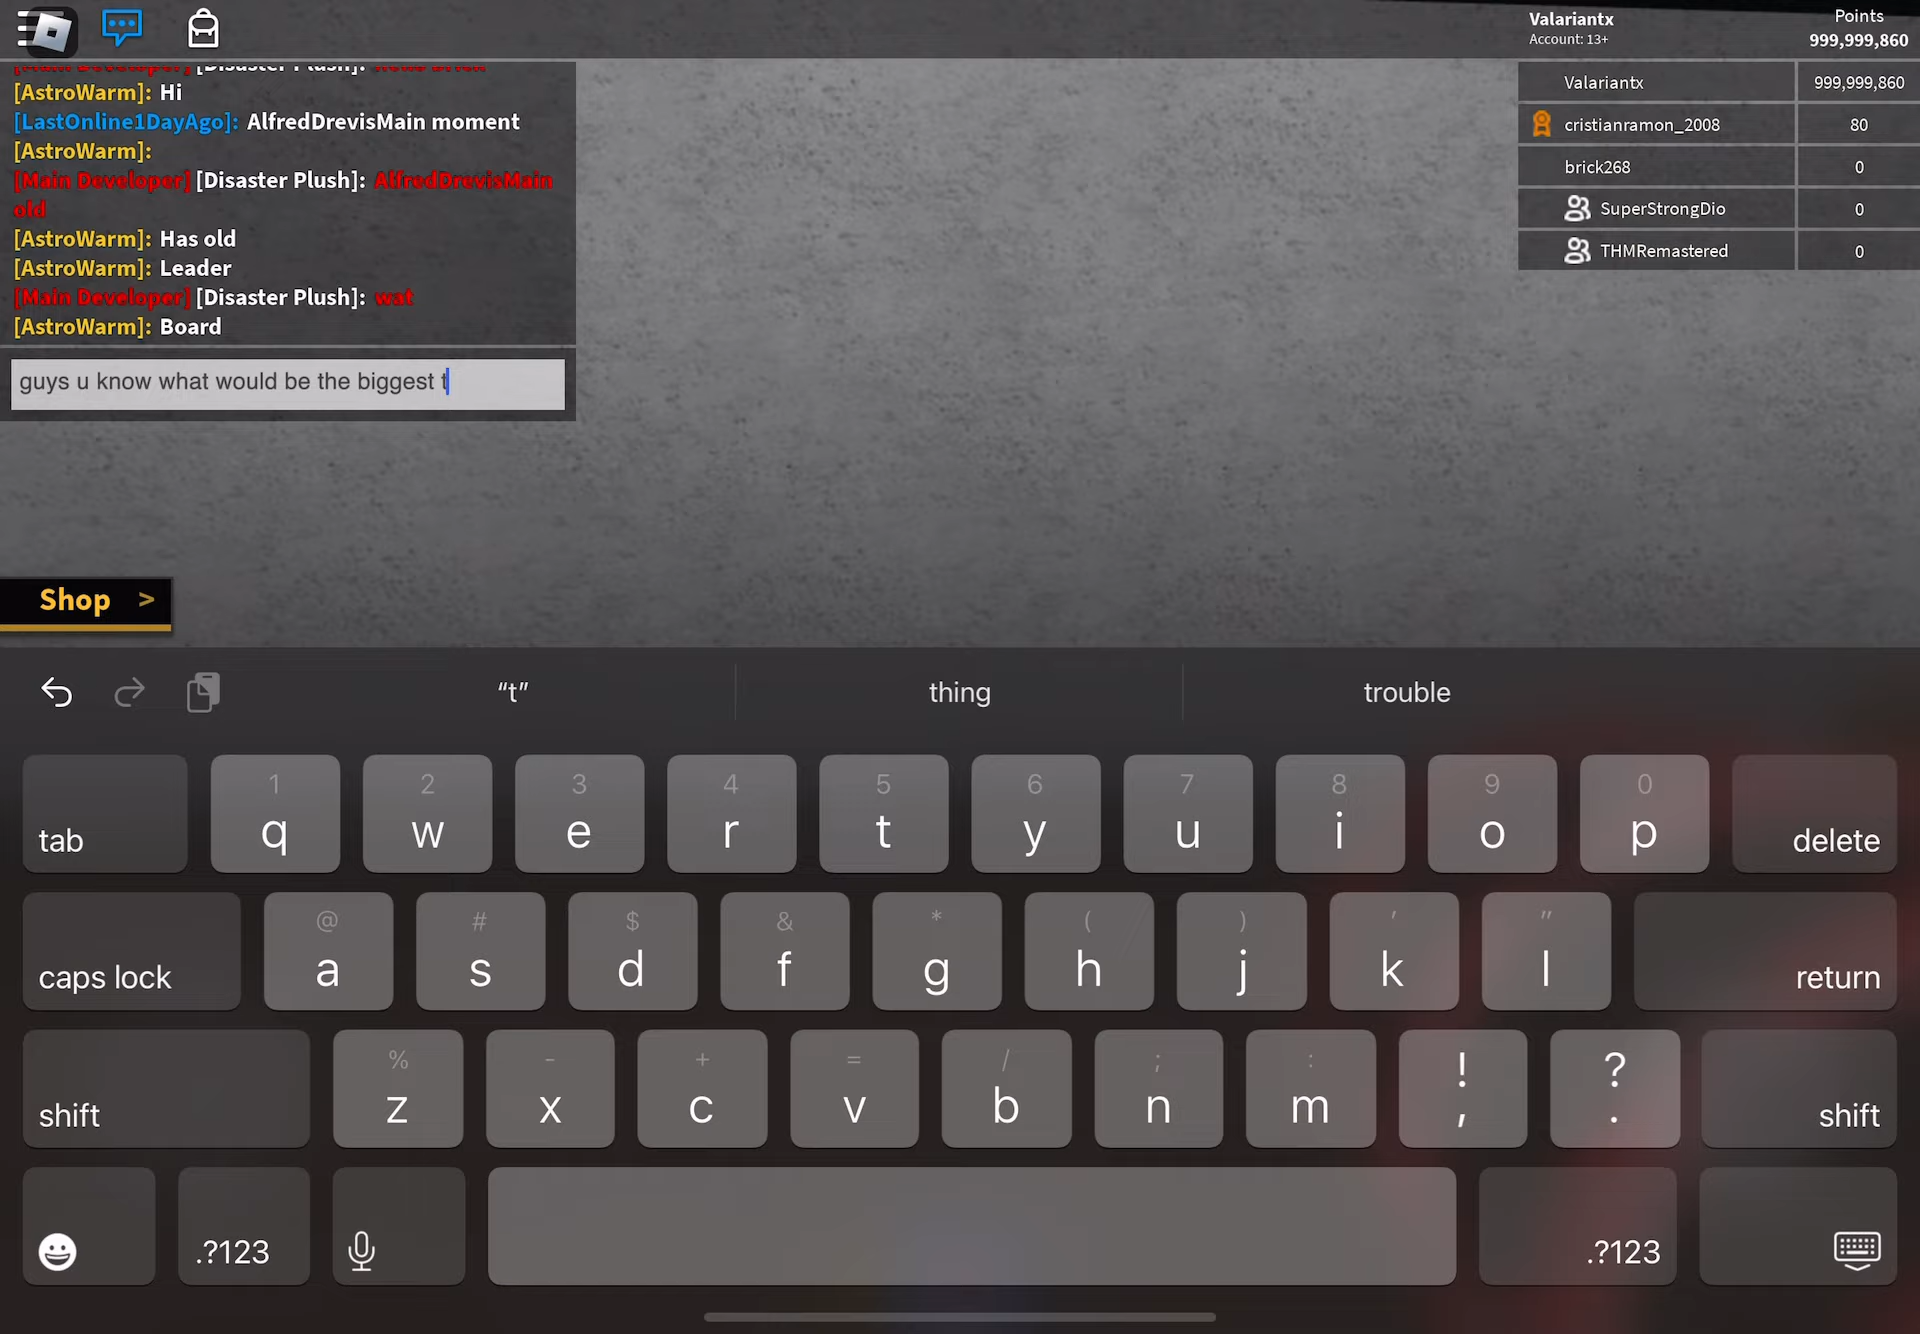 Valariantx
Account: 13+
Points
999,999,860
[Disaster Plush]:
[AstroWarm]: Hi
[LastOnline1DayAgo]: AlfredDrevisMain moment
[AstroWarm]:
[Main Developer] [Disaster Plush]: AlfredDrevisMain
old
[AstroWarm]: Has old
[AstroWarm]: Leader
[Main Developer] [Disaster Plush]: wat
[AstroWarm]: Board
guys u know what would be the biggest t
Valariantx 999,999,860
cristianramon_2008 80
brick268 0
SuperStrongDio 0
THMRemastered 0
Shop >
“t” thing trouble
1 2 3 4 5 6 7 8 9 0
tab q w e r t y u i o p delete
@ # $ & * ( ) ' "
caps lock a s d f g h j k l return
% - + = / ; : ! ?
shift z x c v b n m , . shift
.?123 .?123